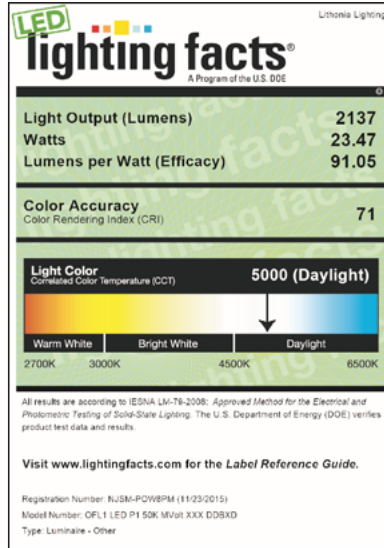 LED
Lithonia Lighting
lighting facts®
A Program of the U.S. DOE
Light Output (Lumens) 2137
Watts 23.47
Lumens per Watt (Efficacy) 91.05
Color Accuracy
Color Rendering Index (CRI) 71
Light Color
Correlated Color Temperature (CCT) 5000 (Daylight)
Warm White Bright White Daylight
2700K 3000K 4500K 6500K
All results are according to IESNA LM-79-2008: Approved Method for the Electrical and
Photometric Testing of Solid-State Lighting. The U.S. Department of Energy (DOE) verifies
product test data and results.
Visit www.lightingfacts.com for the Label Reference Guide.
Registration Number: NJSM-POW8PM (11/23/2015)
Model Number: OFL1 LED P1 50K MVolt XXX DDBXD
Type: Luminaire - Other